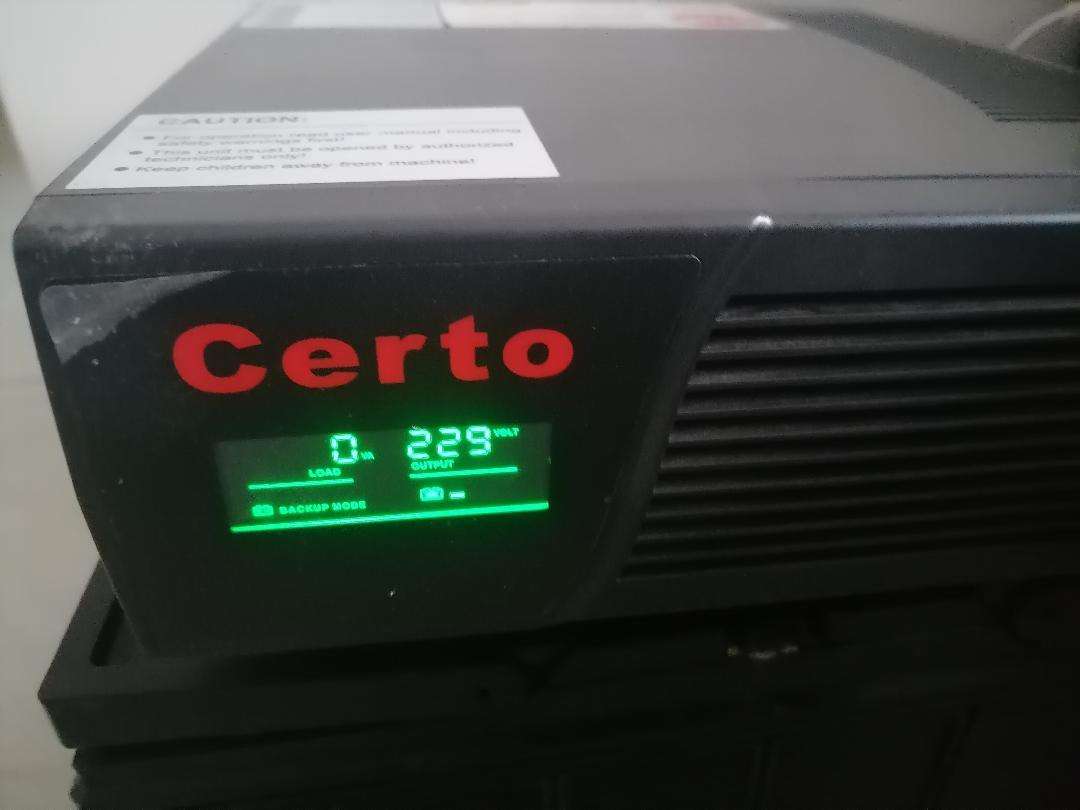 CAUTION:
• For operation read user manual including
safety warnings first!
• This unit must be opened by authorized
technicians only!
• Keep children away from machine!
Certo
0 VA 229 VOLT
LOAD OUTPUT
BACKUP MODE